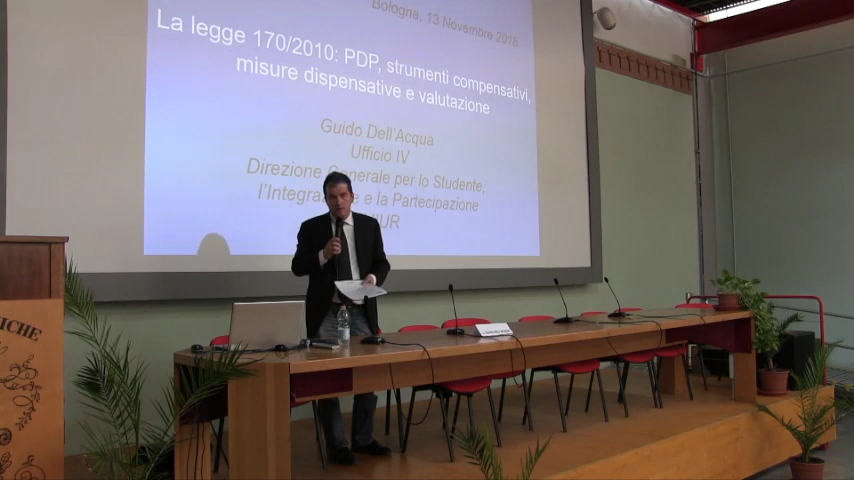 Bologna, 13 Novembre 2016
La legge 170/2010: PDP, strumenti compensativi,
misure dispensative e valutazione
Guido Dell'Acqua
Ufficio IV
Direzione Generale per lo Studente,
e la Partecipazione
ICHE